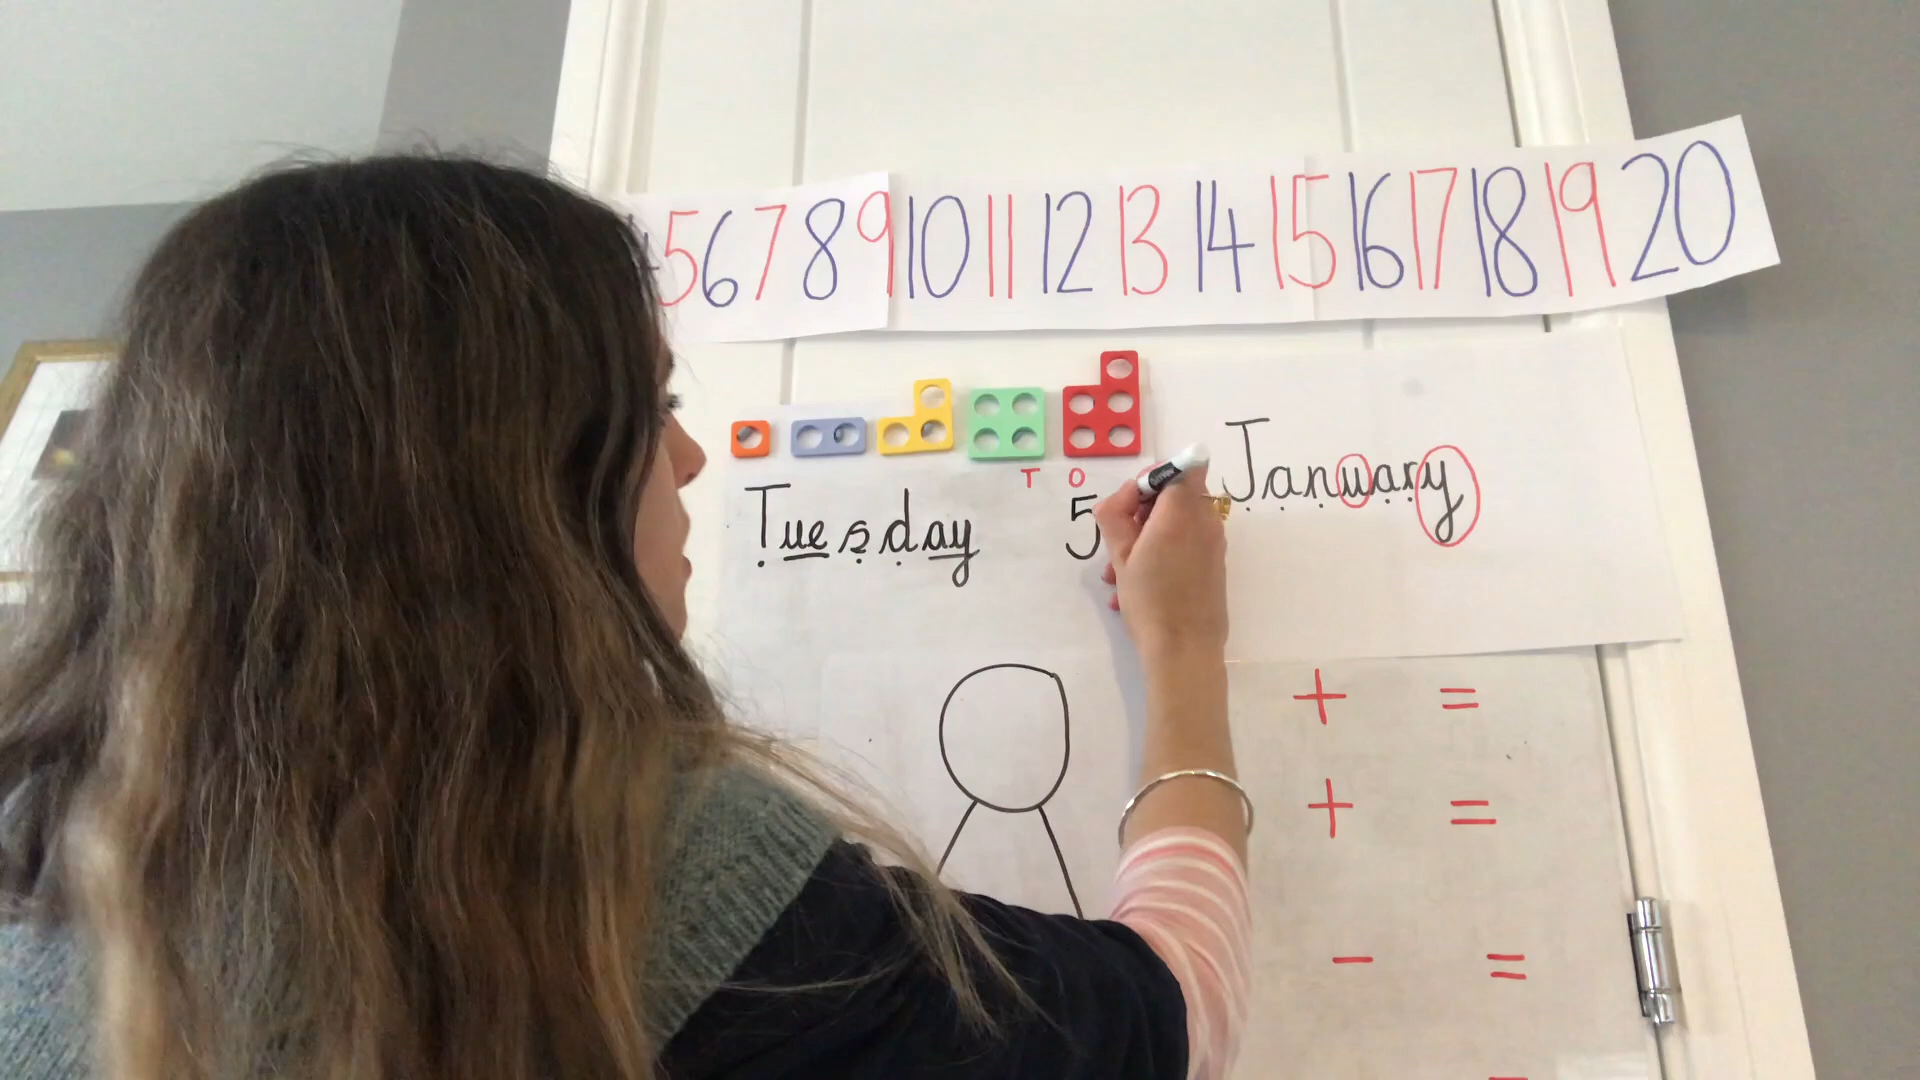 5 6 7 8 9 10 11 12 13 14 15 16 17 18 19 20
T O
Tuesday 5 January
+ =
+ =
- =